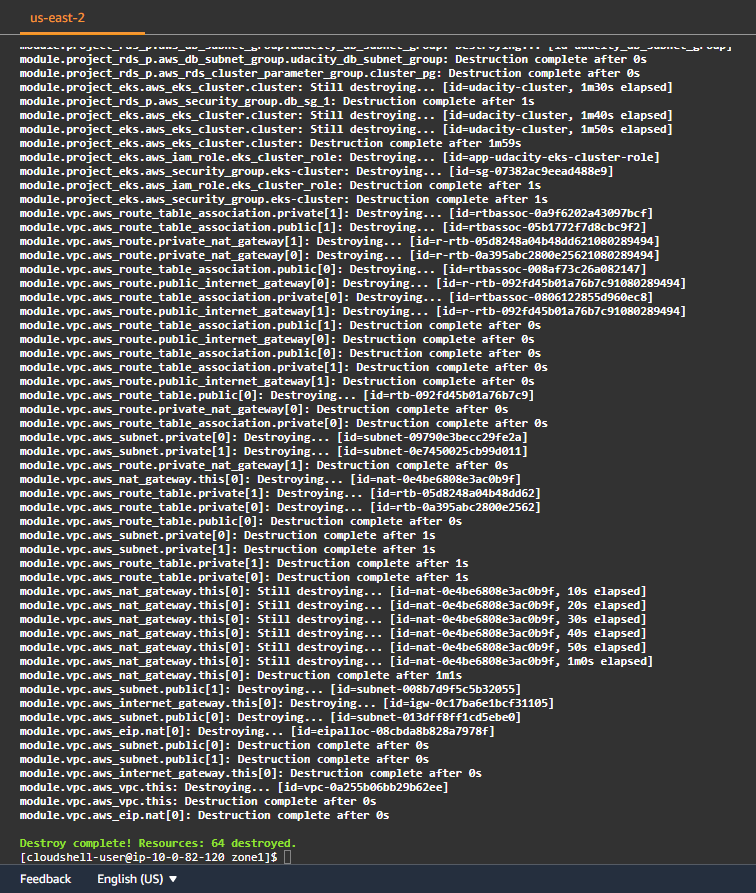 us-east-2
module.project_rds_p.aws_db_subnet_group.udacity_db_subnet_group: Destroying... [id=udacity_db_subnet_group]
module.project_rds_p.aws_db_subnet_group.udacity_db_subnet_group: Destruction complete after 0s
module.project_rds_p.aws_rds_cluster_parameter_group.cluster_pg: Destruction complete after 0s
module.project_eks.aws_eks_cluster.cluster: Still destroying... [id=udacity-cluster, 1m30s elapsed]
module.project_rds_p.aws_security_group.db_sg_1: Destruction complete after 1s
module.project_eks.aws_eks_cluster.cluster: Still destroying... [id=udacity-cluster, 1m40s elapsed]
module.project_eks.aws_eks_cluster.cluster: Still destroying... [id=udacity-cluster, 1m50s elapsed]
module.project_eks.aws_eks_cluster.cluster: Destruction complete after 1m59s
module.project_eks.aws_iam_role.eks_cluster_role: Destroying... [id=app-udacity-eks-cluster-role]
module.project_eks.aws_security_group.eks-cluster: Destroying... [id=sg-07382ac9eead488e9]
module.project_eks.aws_iam_role.eks_cluster_role: Destruction complete after 1s
module.project_eks.aws_security_group.eks-cluster: Destruction complete after 1s
module.vpc.aws_route_table_association.private[1]: Destroying... [id=rtbassoc-0a9f6202a43097bcf]
module.vpc.aws_route_table_association.public[1]: Destroying... [id=rtbassoc-05b1772f7d8cbc9f2]
module.vpc.aws_route.private_nat_gateway[1]: Destroying... [id=r-rtb-05d8248a04b48dd621080289494]
module.vpc.aws_route.private_nat_gateway[0]: Destroying... [id=r-rtb-0a395abc2800e25621080289494]
module.vpc.aws_route_table_association.public[0]: Destroying... [id=rtbassoc-008af73c26a082147]
module.vpc.aws_route.public_internet_gateway[0]: Destroying... [id=r-rtb-092fd45b01a76b7c91080289494]
module.vpc.aws_route_table_association.private[0]: Destroying... [id=rtbassoc-0806122855d960ec8]
module.vpc.aws_route.public_internet_gateway[1]: Destroying... [id=r-rtb-092fd45b01a76b7c91080289494]
module.vpc.aws_route_table_association.public[1]: Destruction complete after 0s
module.vpc.aws_route.public_internet_gateway[0]: Destruction complete after 0s
module.vpc.aws_route_table_association.public[0]: Destruction complete after 0s
module.vpc.aws_route_table_association.private[1]: Destruction complete after 0s
module.vpc.aws_route.public_internet_gateway[1]: Destruction complete after 0s
module.vpc.aws_route_table.public[0]: Destroying... [id=rtb-092fd45b01a76b7c9]
module.vpc.aws_route.private_nat_gateway[0]: Destruction complete after 0s
module.vpc.aws_route_table_association.private[0]: Destruction complete after 0s
module.vpc.aws_subnet.private[0]: Destroying... [id=subnet-09790e3becc29fe2a]
module.vpc.aws_subnet.private[1]: Destroying... [id=subnet-0e7450025cb99d011]
module.vpc.aws_route.private_nat_gateway[1]: Destruction complete after 0s
module.vpc.aws_nat_gateway.this[0]: Destroying... [id=nat-0e4be6808e3ac0b9f]
module.vpc.aws_route_table.private[1]: Destroying... [id=rtb-05d8248a04b48dd62]
module.vpc.aws_route_table.private[0]: Destroying... [id=rtb-0a395abc2800e2562]
module.vpc.aws_route_table.public[0]: Destruction complete after 0s
module.vpc.aws_subnet.private[0]: Destruction complete after 1s
module.vpc.aws_subnet.private[1]: Destruction complete after 1s
module.vpc.aws_route_table.private[1]: Destruction complete after 1s
module.vpc.aws_route_table.private[0]: Destruction complete after 1s
module.vpc.aws_nat_gateway.this[0]: Still destroying... [id=nat-0e4be6808e3ac0b9f, 10s elapsed]
module.vpc.aws_nat_gateway.this[0]: Still destroying... [id=nat-0e4be6808e3ac0b9f, 20s elapsed]
module.vpc.aws_nat_gateway.this[0]: Still destroying... [id=nat-0e4be6808e3ac0b9f, 30s elapsed]
module.vpc.aws_nat_gateway.this[0]: Still destroying... [id=nat-0e4be6808e3ac0b9f, 40s elapsed]
module.vpc.aws_nat_gateway.this[0]: Still destroying... [id=nat-0e4be6808e3ac0b9f, 50s elapsed]
module.vpc.aws_nat_gateway.this[0]: Still destroying... [id=nat-0e4be6808e3ac0b9f, 1m0s elapsed]
module.vpc.aws_nat_gateway.this[0]: Destruction complete after 1m1s
module.vpc.aws_subnet.public[1]: Destroying... [id=subnet-008b7d9f5c5b32055]
module.vpc.aws_internet_gateway.this[0]: Destroying... [id=igw-0c17ba6e1bcf31105]
module.vpc.aws_subnet.public[0]: Destroying... [id=subnet-013dff8ff1cd5ebe0]
module.vpc.aws_eip.nat[0]: Destroying... [id=eipalloc-08cbda8b828a7978f]
module.vpc.aws_subnet.public[0]: Destruction complete after 0s
module.vpc.aws_subnet.public[1]: Destruction complete after 0s
module.vpc.aws_internet_gateway.this[0]: Destruction complete after 0s
module.vpc.aws_vpc.this: Destroying... [id=vpc-0a255b06bb29b62ee]
module.vpc.aws_vpc.this: Destruction complete after 0s
module.vpc.aws_eip.nat[0]: Destruction complete after 0s
Destroy complete! Resources: 64 destroyed.
[cloudshell-user@ip-10-0-82-120 zone1]$
Feedback English (US)